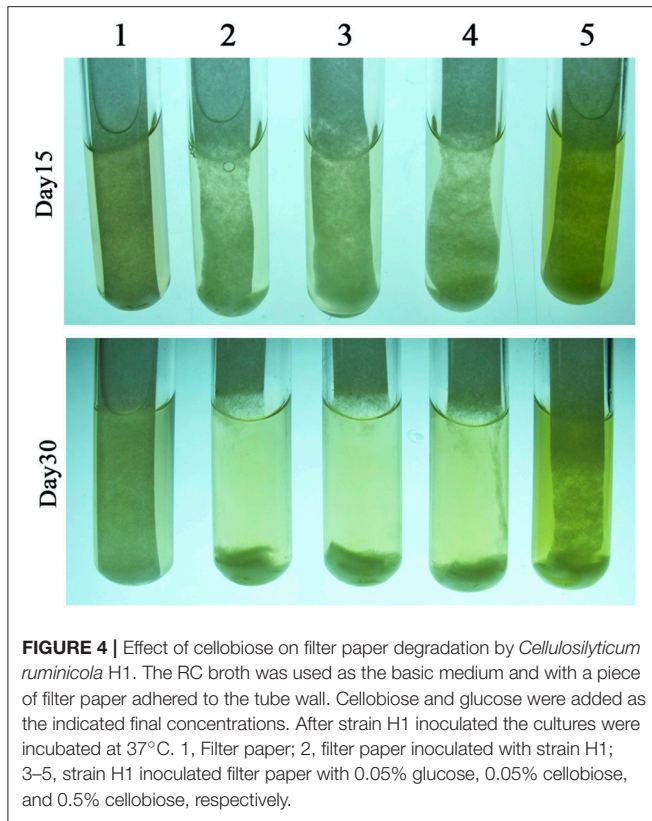 1 2 3 4 5
Day15
Day30
FIGURE 4 | Effect of cellobiose on filter paper degradation by Cellulosilyticum
ruminicola H1. The RC broth was used as the basic medium and with a piece
of filter paper adhered to the tube wall. Cellobiose and glucose were added as
the indicated final concentrations. After strain H1 inoculated the cultures were
incubated at 37°C. 1, Filter paper; 2, filter paper inoculated with strain H1;
3–5, strain H1 inoculated filter paper with 0.05% glucose, 0.05% cellobiose,
and 0.5% cellobiose, respectively.